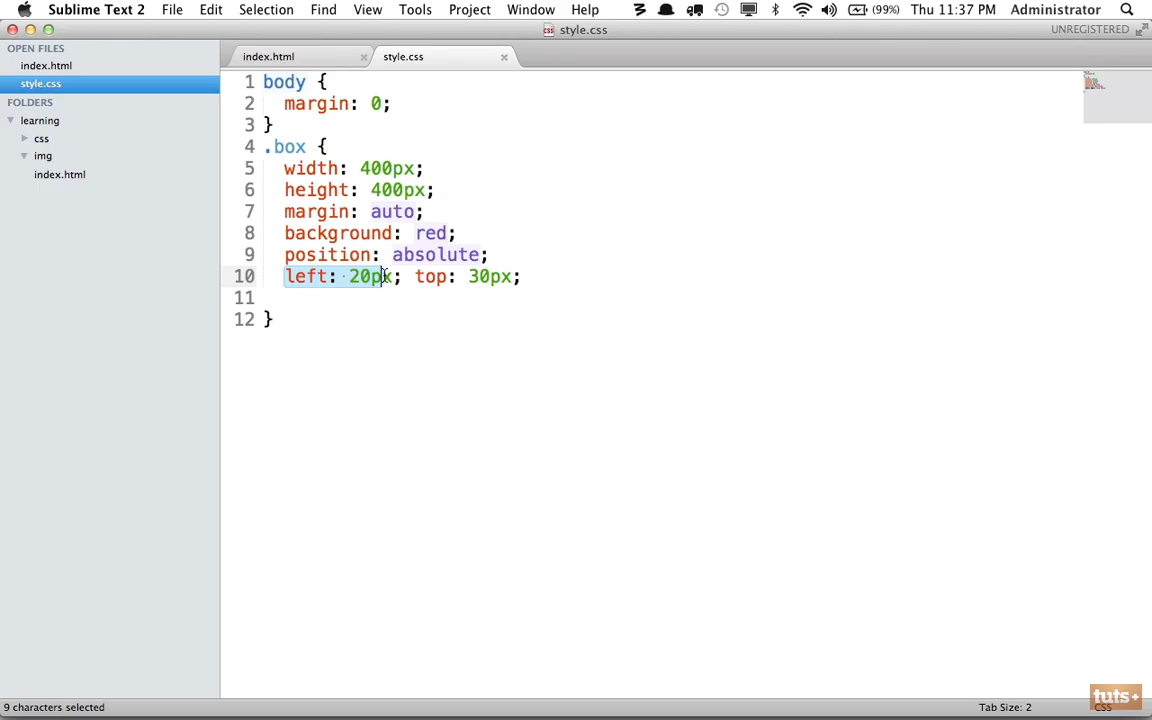 Sublime Text 2 File Edit Selection Find View Tools Project Window Help (99%) Thu 11:37 PM Administrator
style.css UNREGISTERED
OPEN FILES
index.html
style.css
FOLDERS
learning
css
img
index.html
index.html style.css
1 body {
2 margin: 0;
3 }
4 .box {
5 width: 400px;
6 height: 400px;
7 margin: auto;
8 background: red;
9 position: absolute;
10 left: 20px; top: 30px;
11
12 }
9 characters selected Tab Size: 2 CSS
tuts+